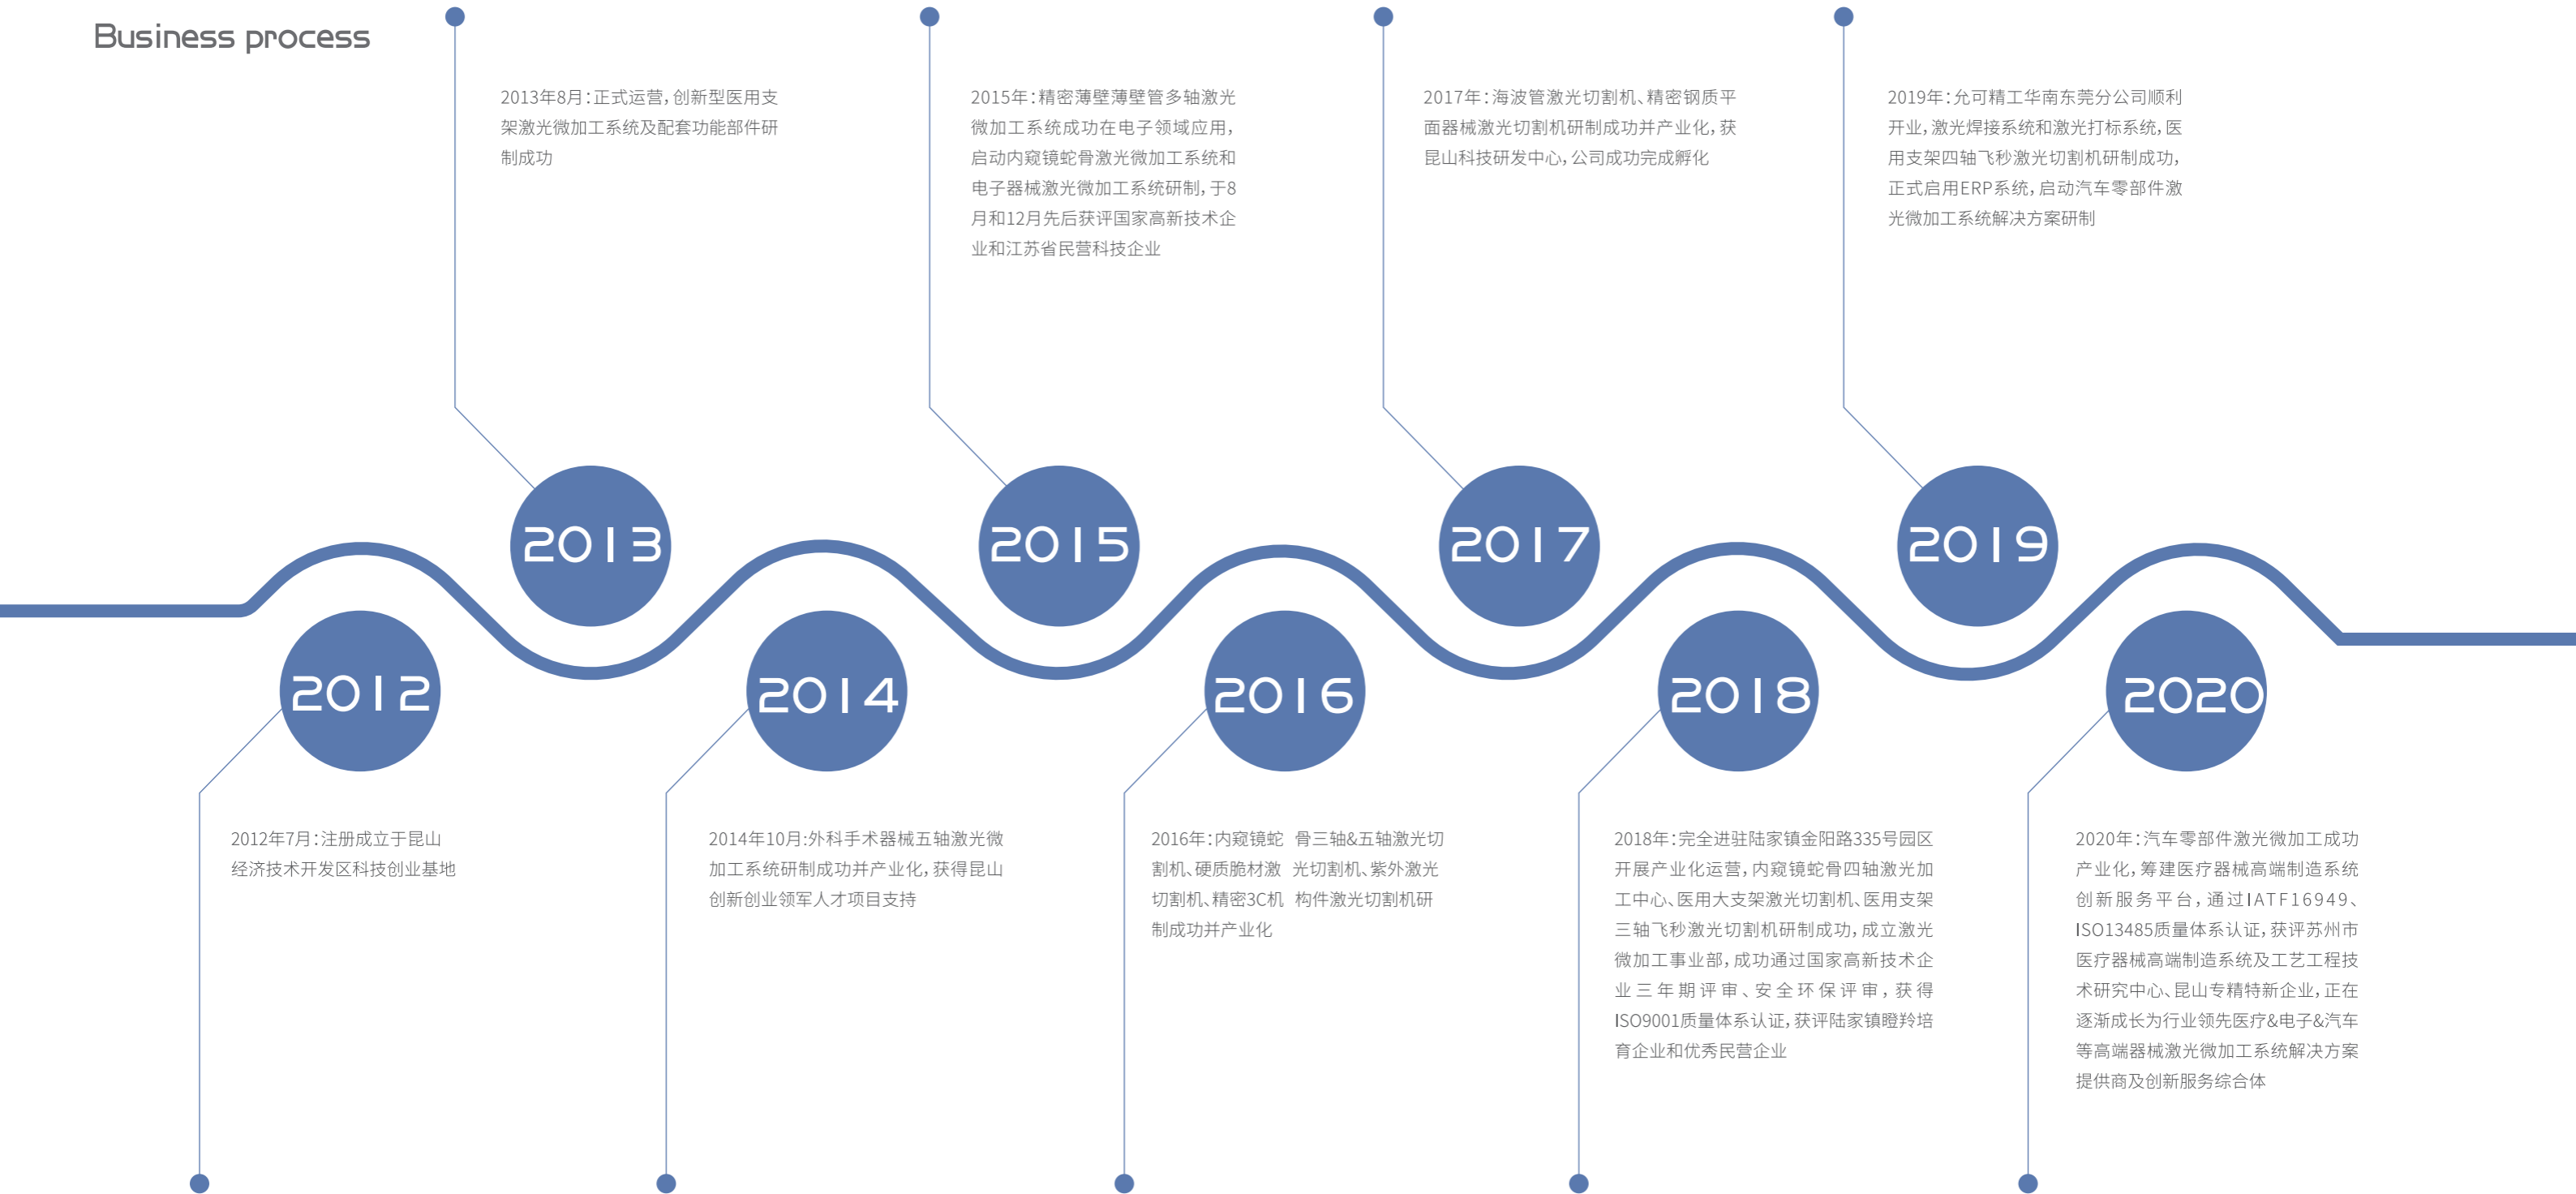 Business process
2013年8月：正式运营，创新型医用支
架激光微加工系统及配套功能部件研
制成功
2015年：精密薄壁薄壁管多轴激光
微加工系统成功在电子领域应用，
启动内窥镜蛇骨激光微加工系统和
电子器械激光微加工系统研制，于8
月和12月先后获评国家高新技术企
业和江苏省民营科技企业
2017年：海波管激光切割机、精密钢质平
面器械激光切割机研制成功并产业化，获
昆山科技研发中心，公司成功完成孵化
2019年：允可精工华南东莞分公司顺利
开业，激光焊接系统和激光打标系统，医
用支架四轴飞秒激光切割机研制成功，
正式启用ERP系统，启动汽车零部件激
光微加工系统解决方案研制
2013
2015
2017
2019
2012
2014
2016
2018
2020
2012年7月：注册成立于昆山
经济技术开发区科技创业基地
2014年10月:外科手术器械五轴激光微
加工系统研制成功并产业化，获得昆山
创新创业领军人才项目支持
2016年：内窥镜蛇 骨三轴&五轴激光切
割机、硬质脆材激 光切割机、紫外激光
切割机、精密3C机 构件激光切割机研
制成功并产业化
2018年：完全进驻陆家镇金阳路335号园区
开展产业化运营，内窥镜蛇骨四轴激光加
工中心、医用大支架激光切割机、医用支架
三轴飞秒激光切割机研制成功，成立激光
微加工事业部，成功通过国家高新技术企
业三年期评审、安全环保评审，获得
ISO9001质量体系认证，获评陆家镇瞪羚培
育企业和优秀民营企业
2020年：汽车零部件激光微加工成功
产业化，筹建医疗器械高端制造系统
创新服务平台，通过IATF16949、
ISO13485质量体系认证，获评苏州市
医疗器械高端制造系统及工艺工程技
术研究中心、昆山专精特新企业，正在
逐渐成长为行业领先医疗&电子&汽车
等高端器械激光微加工系统解决方案
提供商及创新服务综合体